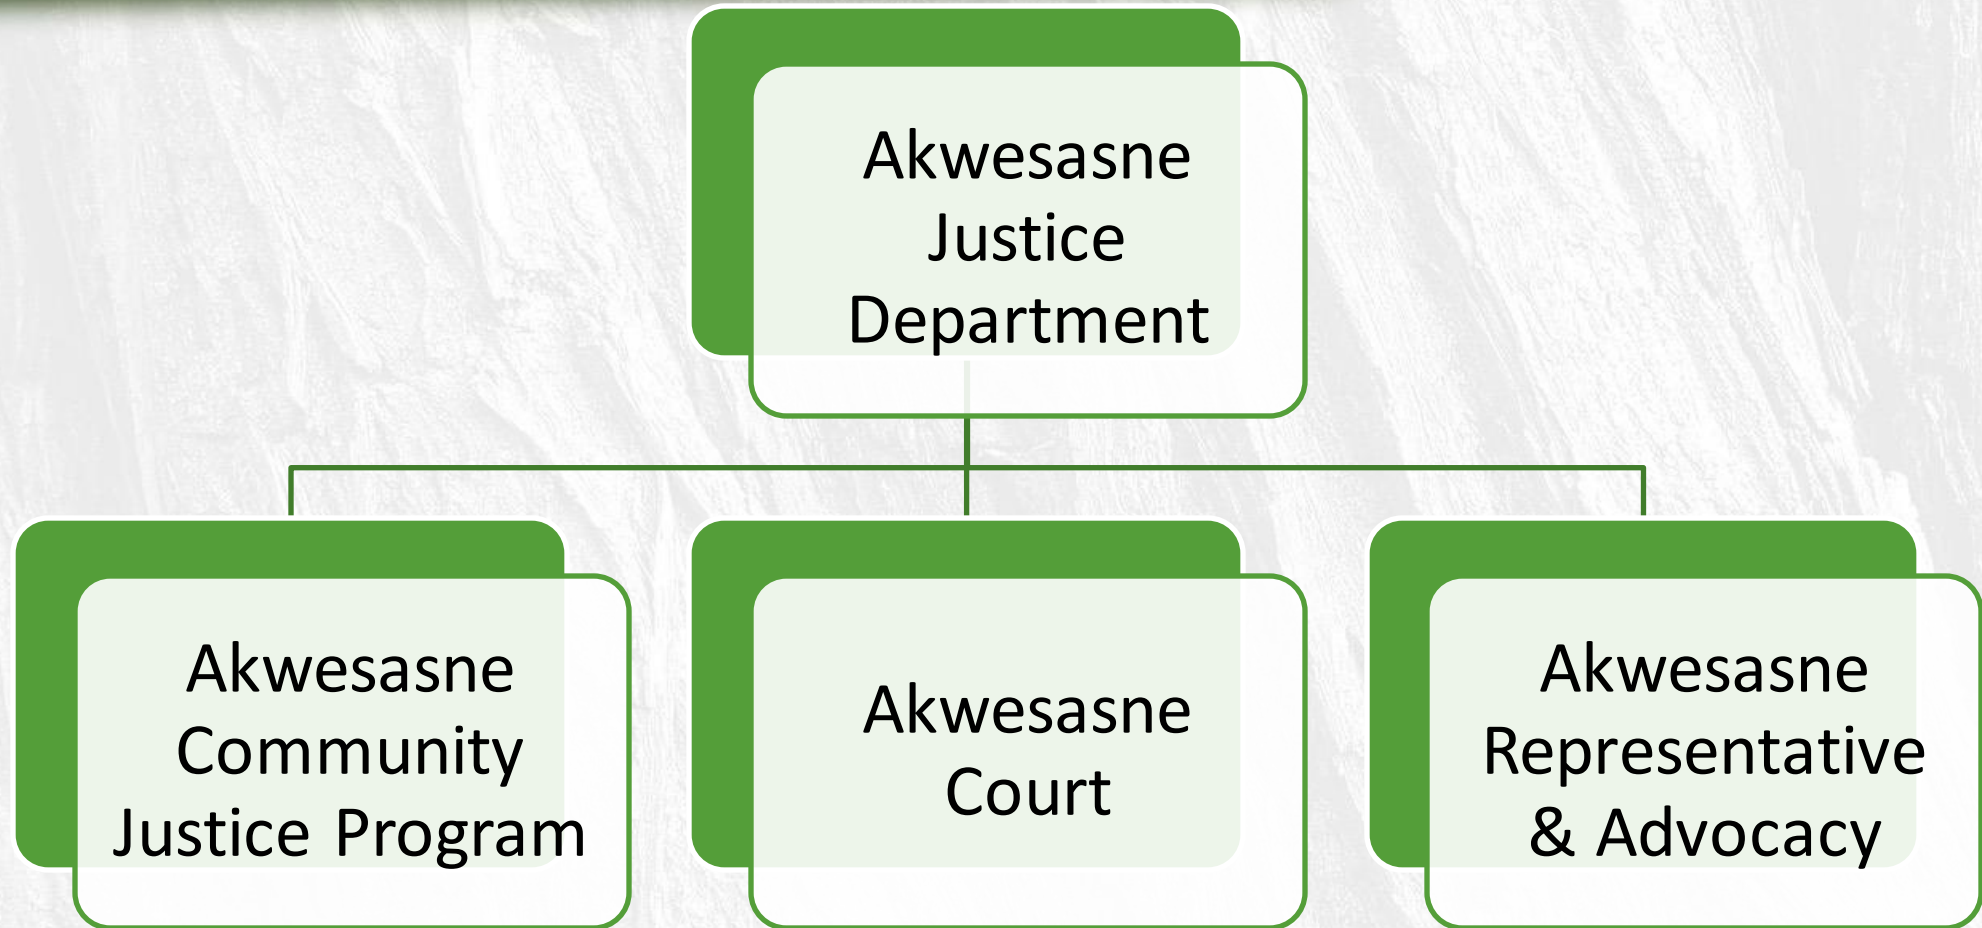 Akwesasne
Justice
Department
Akwesasne
Community
Justice Program
Akwesasne
Court
Akwesasne
Representative
& Advocacy